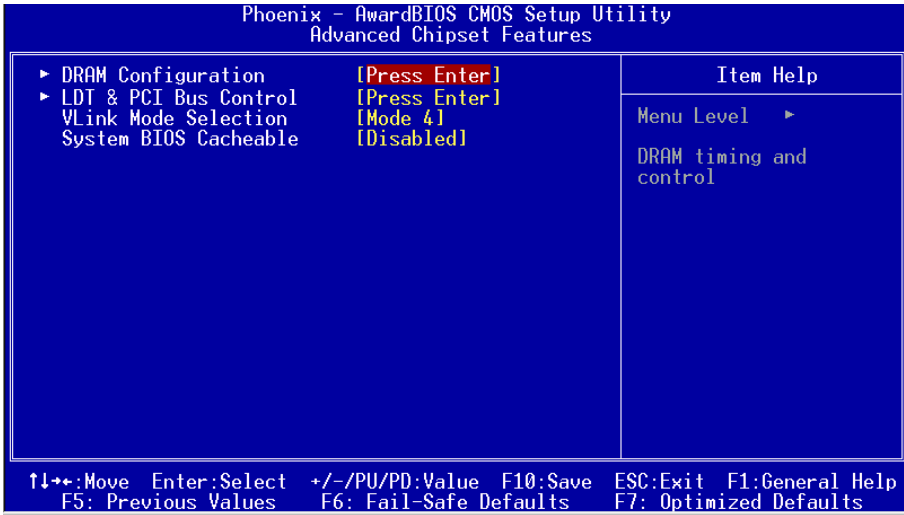 Phoenix - AwardBIOS CMOS Setup Utility
Advanced Chipset Features
► DRAM Configuration [Press Enter]
► LDT & PCI Bus Control [Press Enter]
VLink Mode Selection [Mode 4]
System BIOS Cacheable [Disabled]
Item Help
Menu Level ►
DRAM timing and
control
↑↓→←:Move Enter:Select +/-/PU/PD:Value F10:Save ESC:Exit F1:General Help
F5: Previous Values F6: Fail-Safe Defaults F7: Optimized Defaults